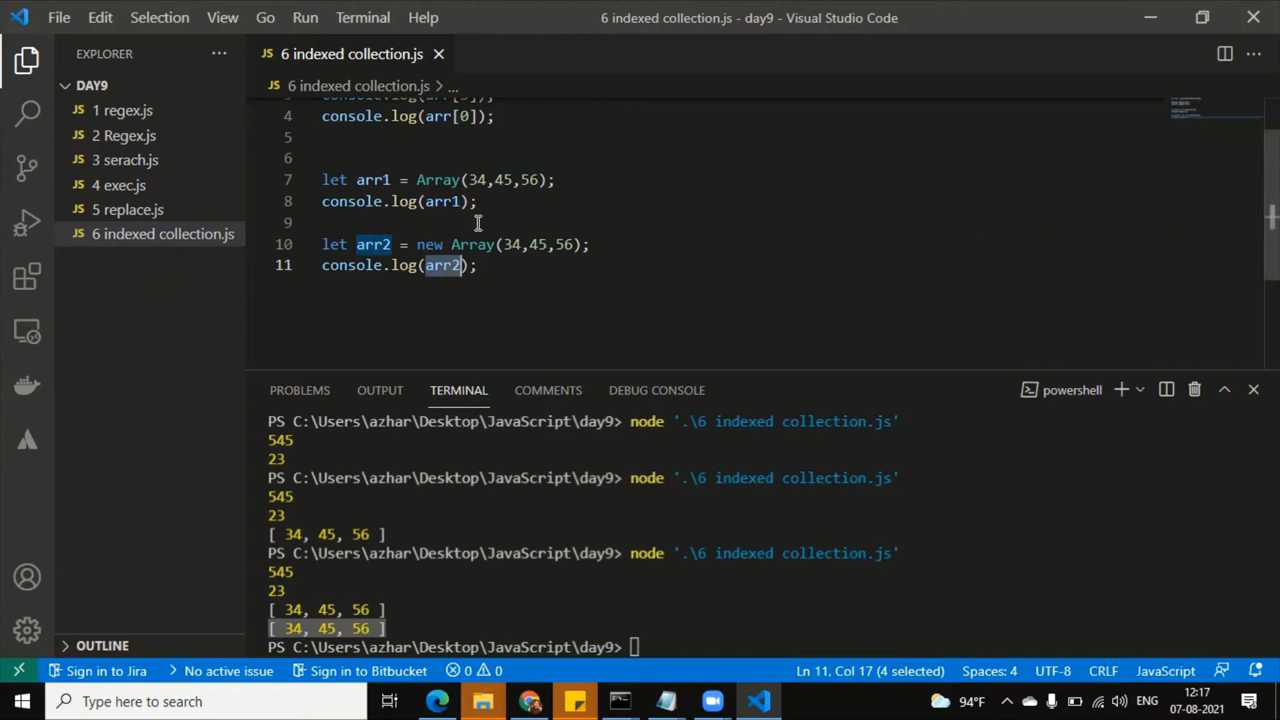 File Edit Selection View Go Run Terminal Help
6 indexed collection.js - day9 - Visual Studio Code
EXPLORER
DAY9
JS 1 regex.js
JS 2 Regex.js
JS 3 serach.js
JS 4 exec.js
JS 5 replace.js
JS 6 indexed collection.js
OUTLINE
JS 6 indexed collection.js
JS 6 indexed collection.js > ...
4 console.log(arr[0]);
5
6
7 let arr1 = Array(34,45,56);
8 console.log(arr1);
9
10 let arr2 = new Array(34,45,56);
11 console.log(arr2);
PROBLEMS OUTPUT TERMINAL COMMENTS DEBUG CONSOLE
powershell
PS C:\Users\azhar\Desktop\JavaScript\day9> node '.\6 indexed collection.js'
545
23
PS C:\Users\azhar\Desktop\JavaScript\day9> node '.\6 indexed collection.js'
545
23
[ 34, 45, 56 ]
PS C:\Users\azhar\Desktop\JavaScript\day9> node '.\6 indexed collection.js'
545
23
[ 34, 45, 56 ]
[ 34, 45, 56 ]
PS C:\Users\azhar\Desktop\JavaScript\day9>
Sign in to Jira No active issue Sign in to Bitbucket 0 0 Ln 11, Col 17 (4 selected) Spaces: 4 UTF-8 CRLF JavaScript
Type here to search
94°F
ENG
12:17
07-08-2021